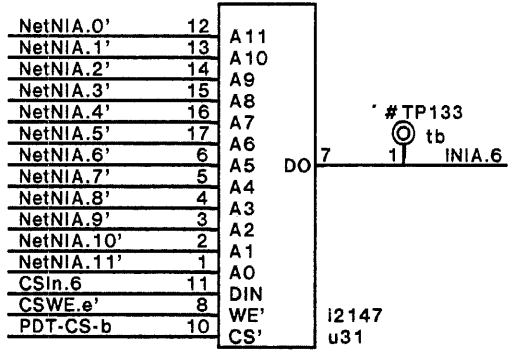 NetNIA.0' 12 A11
NetNIA.1' 13 A10
NetNIA.2' 14 A9
NetNIA.3' 15 A8
NetNIA.4' 16 A7
NetNIA.5' 17 A6
NetNIA.6' 6 A5
NetNIA.7' 5 A4
NetNIA.8' 4 A3
NetNIA.9' 3 A2
NetNIA.10' 2 A1
NetNIA.11' 1 A0
CSIn.6 11 DIN
CSWE.e' 8 WE'
PDT-CS-b 10 CS'
DO 7
#TP133
tb
1 INIA.6
i2147
u31